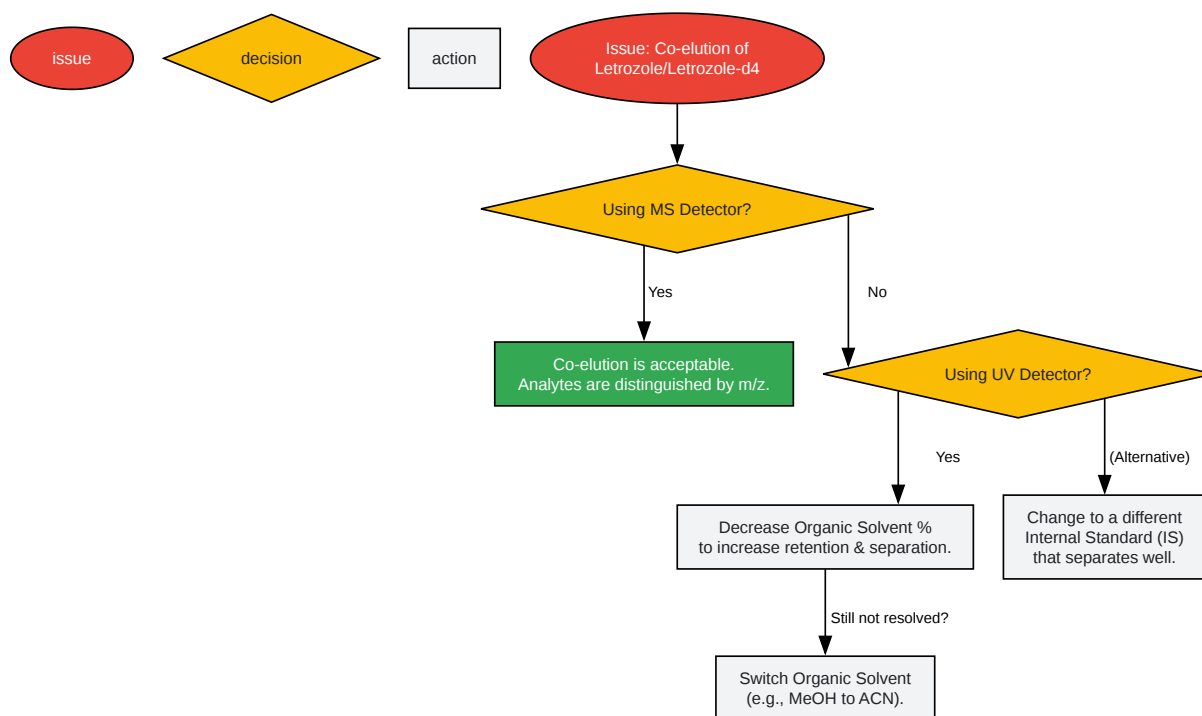 issue
decision
action
Issue: Co-elution of
Letrozole/Letrozole-d4
Using MS Detector?
Yes
No
Co-elution is acceptable.
Analytes are distinguished by m/z.
Using UV Detector?
Yes
(Alternative)
Decrease Organic Solvent %
to increase retention & separation.
Change to a different
Internal Standard (IS)
that separates well.
Still not resolved?
Switch Organic Solvent
(e.g., MeOH to ACN).